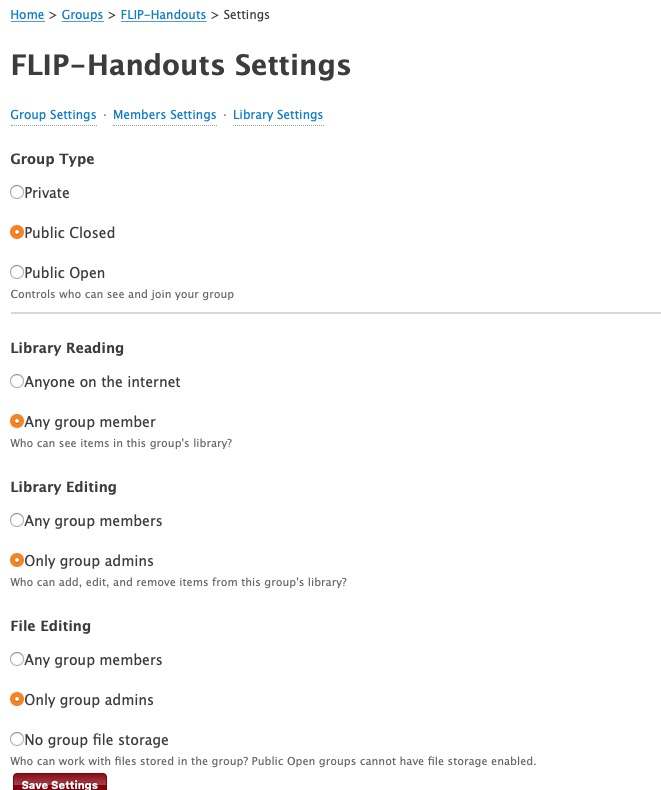 Home > Groups > FLIP-Handouts > Settings
FLIP-Handouts Settings
Group Settings · Members Settings · Library Settings
Group Type
Private
Public Closed
Public Open
Controls who can see and join your group
Library Reading
Anyone on the internet
Any group member
Who can see items in this group's library?
Library Editing
Any group members
Only group admins
Who can add, edit, and remove items from this group's library?
File Editing
Any group members
Only group admins
No group file storage
Who can work with files stored in the group? Public Open groups cannot have file storage enabled.
Save Settings